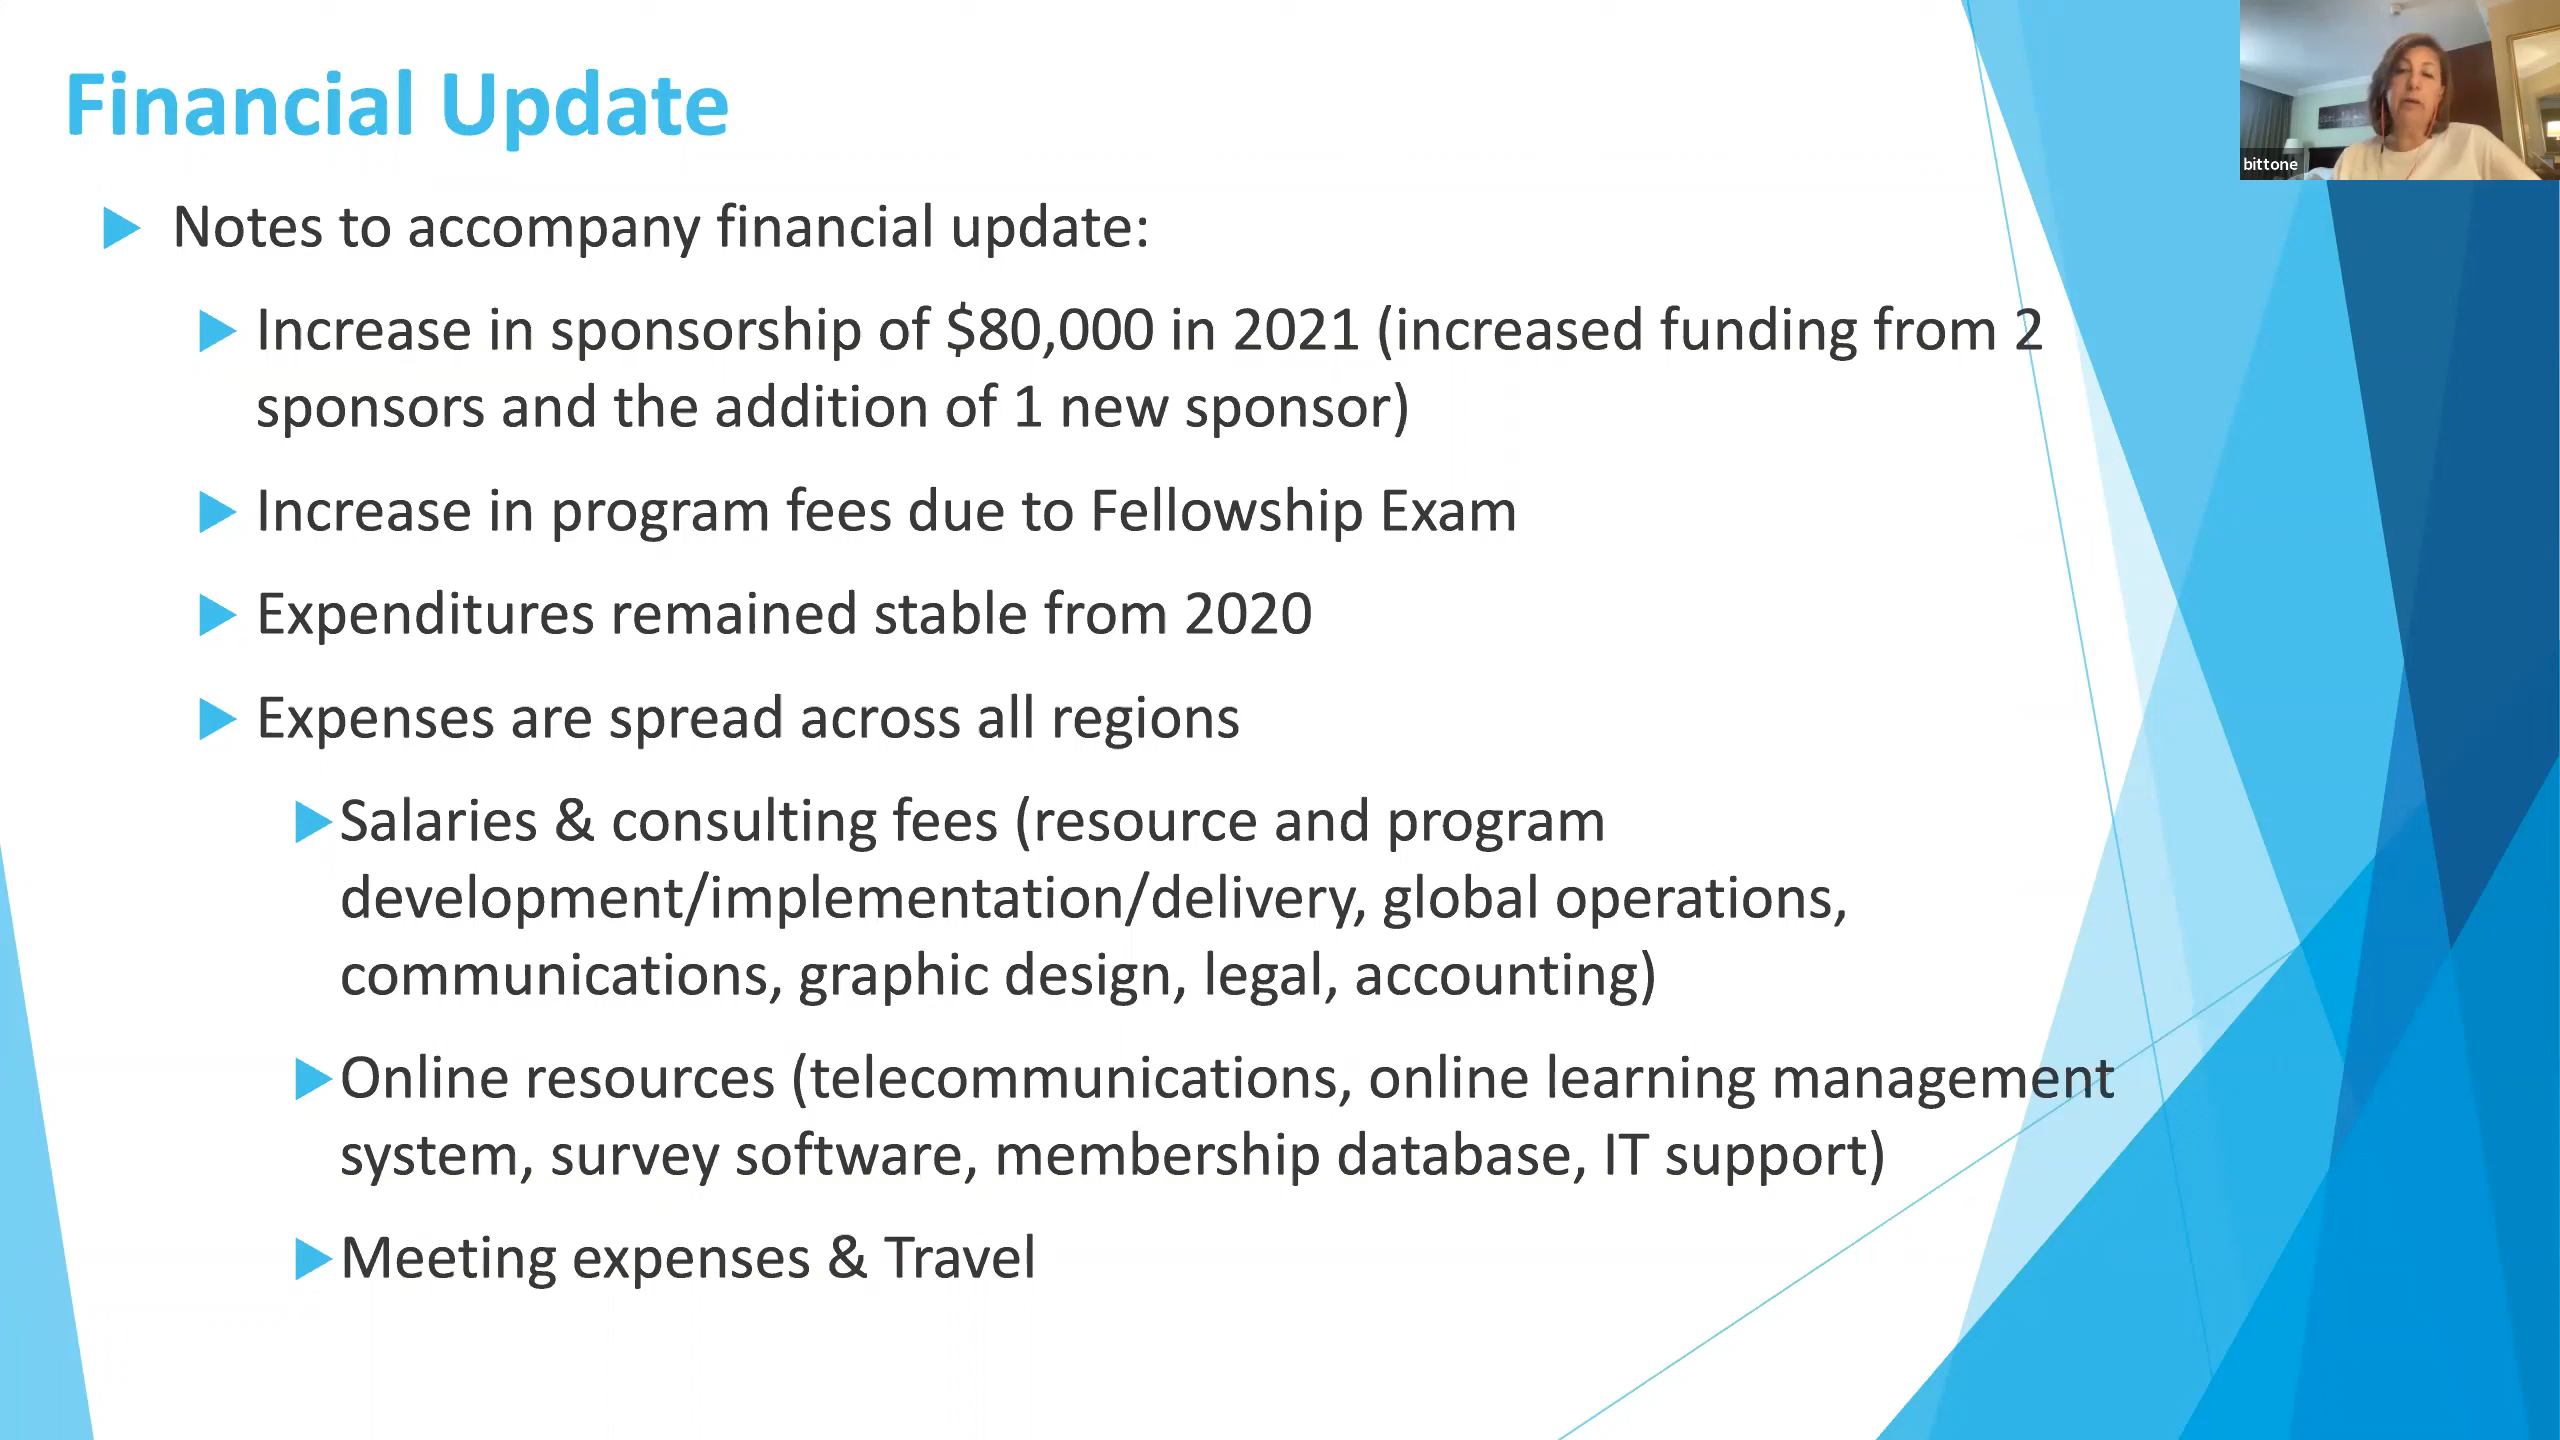 Financial Update
bittone
Notes to accompany financial update:
Increase in sponsorship of $80,000 in 2021 (increased funding from 2
sponsors and the addition of 1 new sponsor)
Increase in program fees due to Fellowship Exam
Expenditures remained stable from 2020
Expenses are spread across all regions
Salaries & consulting fees (resource and program
development/implementation/delivery, global operations,
communications, graphic design, legal, accounting)
Online resources (telecommunications, online learning management
system, survey software, membership database, IT support)
Meeting expenses & Travel